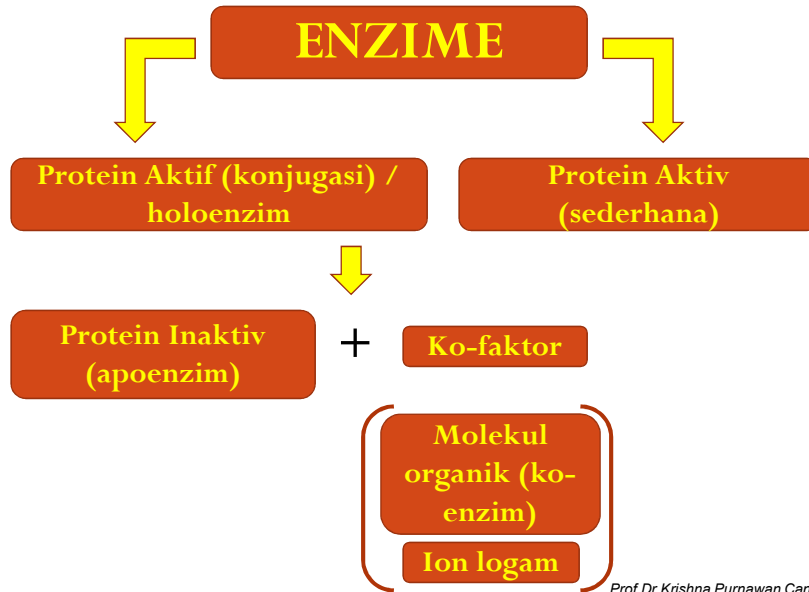 ENZIME
Protein Aktif (konjugasi) /
holoenzim
Protein Aktiv
(sederhana)
Protein Inaktiv
(apoenzim)
+
Ko-faktor
Molekul
organik (ko-
enzim)
Ion logam
Prof Dr Krishna Purnawan Can